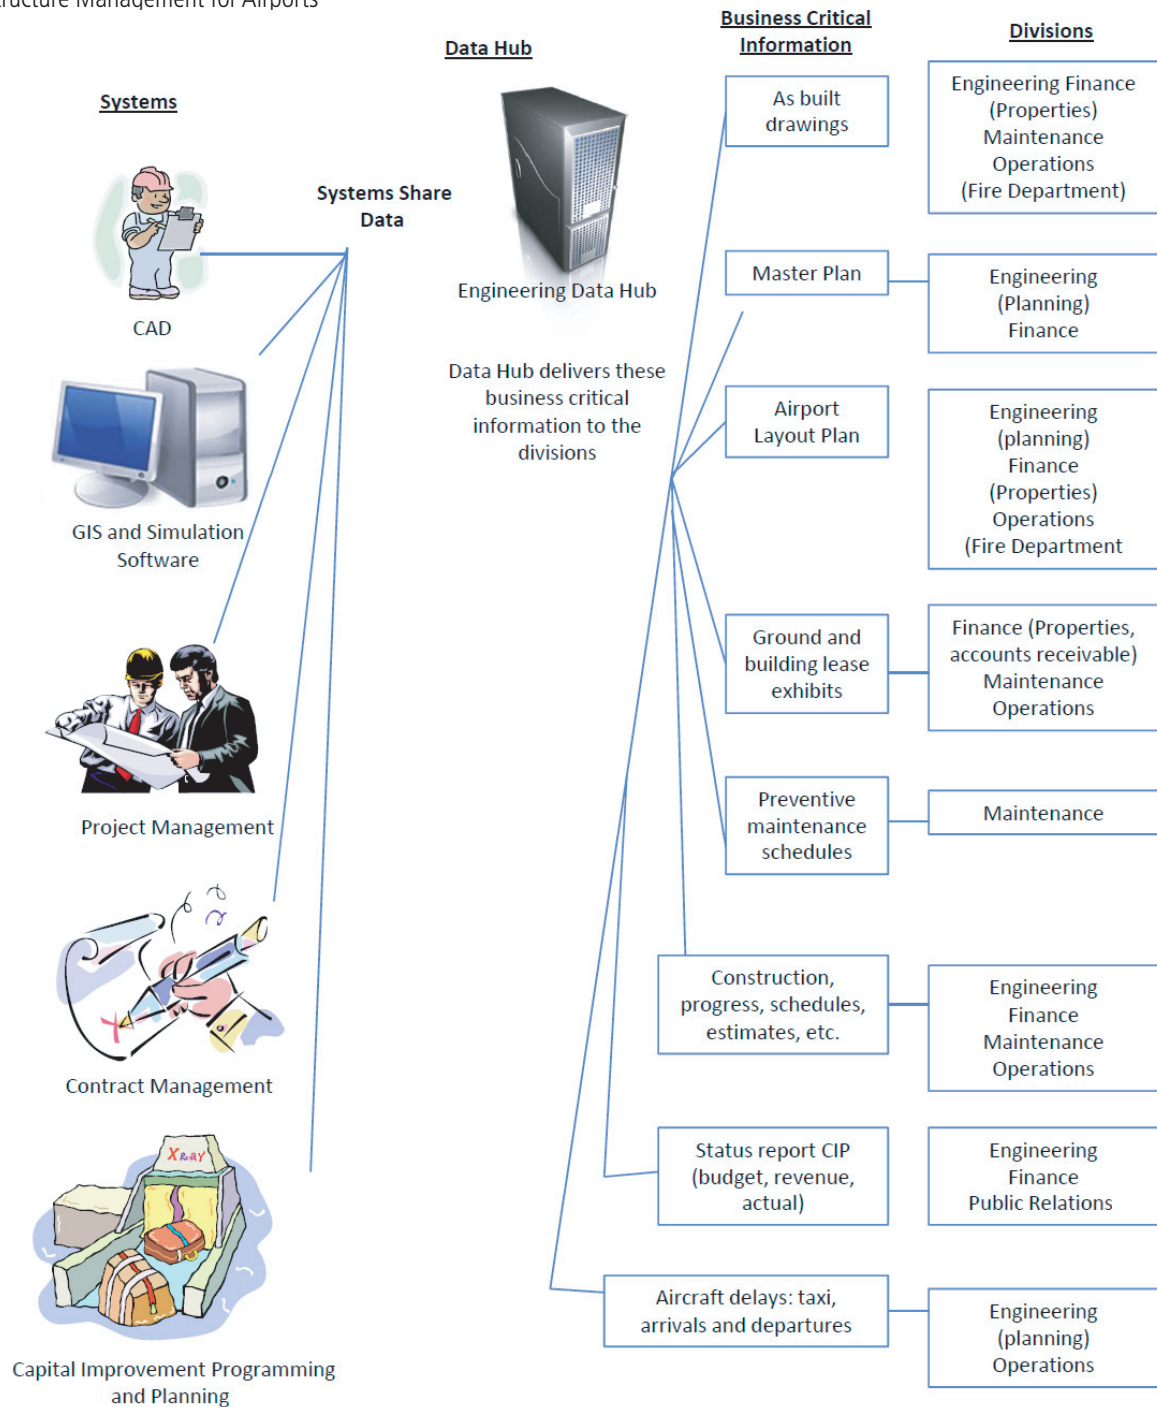 ructure Management for Airports
Systems
CAD
GIS and Simulation
Software
Project Management
Contract Management
X RaY
Capital Improvement Programming
and Planning
Systems Share
Data
Data Hub
Engineering Data Hub
Data Hub delivers these
business critical
information to the
divisions
Business Critical
Information
As built
drawings
Master Plan
Airport
Layout Plan
Ground and
building lease
exhibits
Preventive
maintenance
schedules
Construction,
progress, schedules,
estimates, etc.
Status report CIP
(budget, revenue,
actual)
Aircraft delays: taxi,
arrivals and departures
Divisions
Engineering Finance
(Properties)
Maintenance
Operations
(Fire Department)
Engineering
(Planning)
Finance
Engineering
(planning)
Finance
(Properties)
Operations
(Fire Department
Finance (Properties,
accounts receivable)
Maintenance
Operations
Maintenance
Engineering
Finance
Maintenance
Operations
Engineering
Finance
Public Relations
Engineering
(planning)
Operations